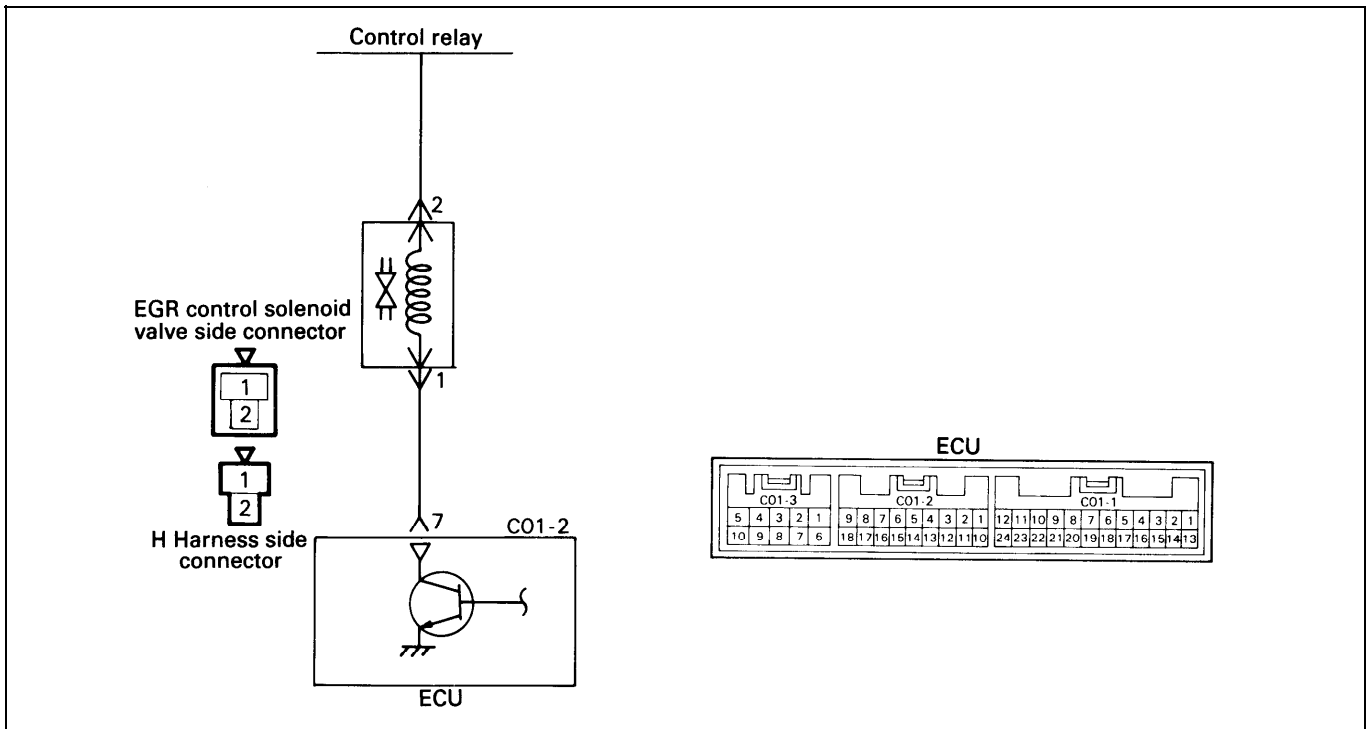 Control relay
2
EGR control solenoid
valve side connector
1
1
2
ECU
1
2
C01-3
C01-2
C01-1
5 4 3 2 1
9 8 7 6 5 4 3 2 1
12 11 10 9 8 7 6 5 4 3 2 1
10 9 8 7 6
18 17 16 15 14 13 12 11 10
24 23 22 21 20 19 18 17 16 15 14 13
7
C01-2
H Harness side
connector
ECU